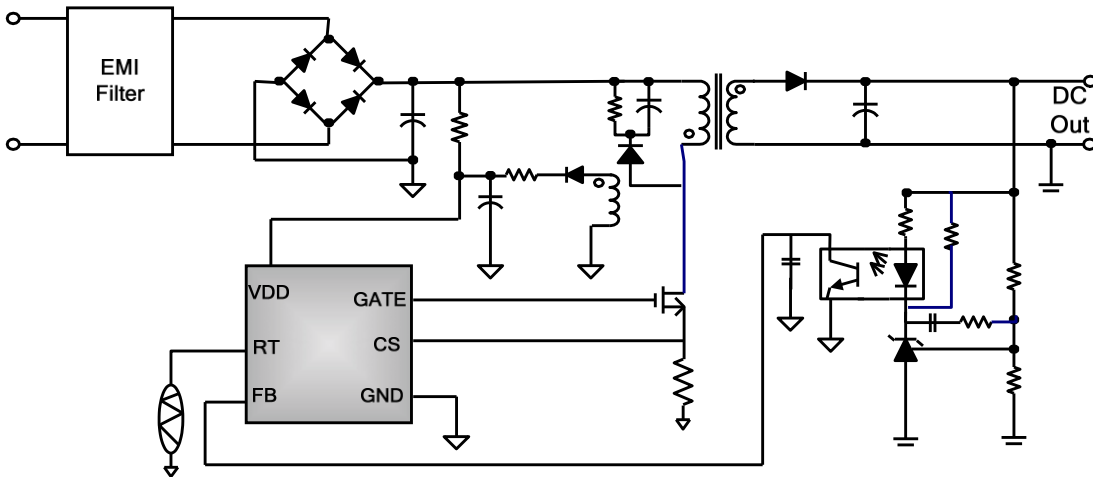 EMI
Filter
DC
Out
VDD
GATE
RT
CS
FB
GND